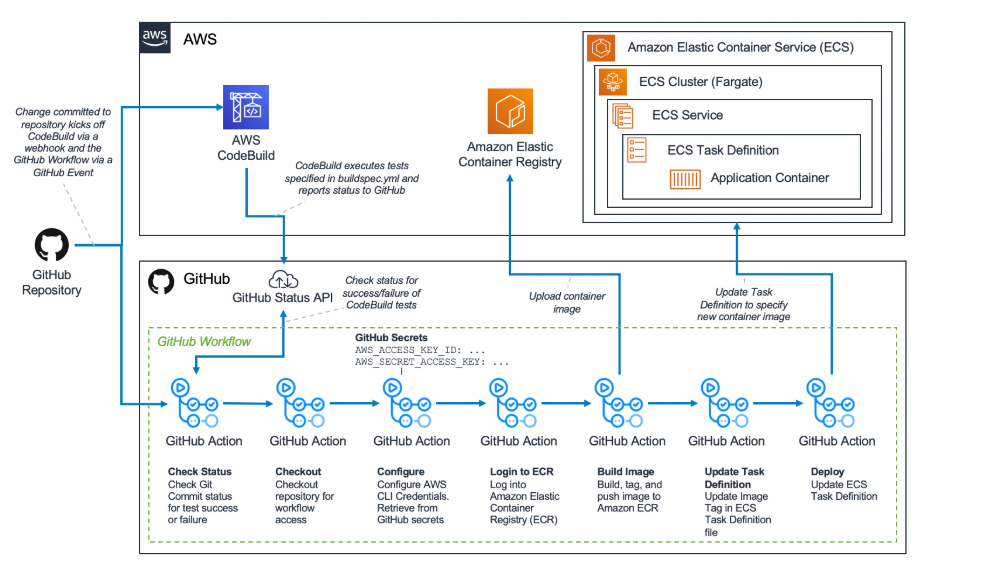 aws
AWS
Amazon Elastic Container Service (ECS)
ECS Cluster (Fargate)
ECS Service
ECS Task Definition
Application Container
Change committed to
repository kicks off
CodeBuild via a
webhook and the
GitHub Workflow via a
GitHub Event
AWS
CodeBuild
Amazon Elastic
Container Registry
CodeBuild executes tests
specified in buildspec.yml and
reports status to GitHub
GitHub
Repository
GitHub
GitHub Status API
Check status for
success/failure of
CodeBuild tests
Upload container
image
Update Task
Definition to specify
new container image
GitHub Workflow
GitHub Secrets
AWS_ACCESS_KEY_ID: ...
AWS_SECRET_ACCESS_KEY: ...
GitHub Action
GitHub Action
GitHub Action
GitHub Action
GitHub Action
GitHub Action
GitHub Action
Check Status
Check Git
Commit status
for test success
or failure
Checkout
Checkout
repository for
workflow
access
Configure
Configure AWS
CLI Credentials.
Retrieve from
GitHub secrets
Login to ECR
Log into
Amazon Elastic
Container
Registry (ECR)
Build Image
Build, tag, and
push image to
Amazon ECR
Update Task
Definition
Update Image
Tag in ECS
Task Definition
file
Deploy
Update ECS
Task Definition